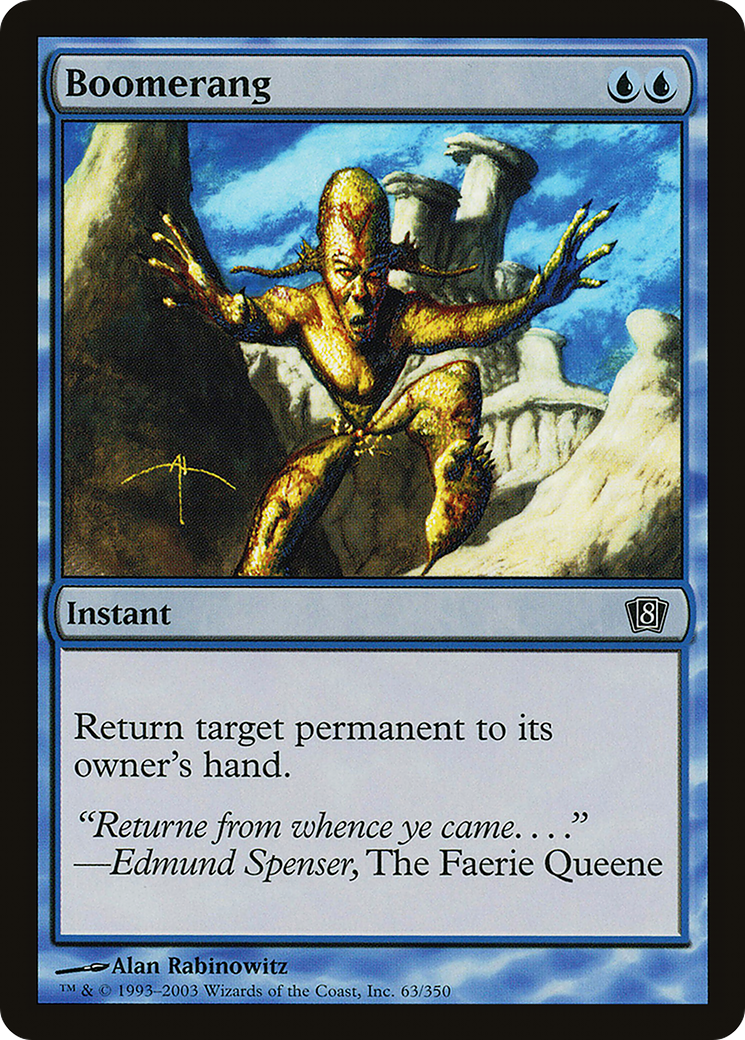 Boomerang
Instant
8
Return target permanent to its
owner's hand.
“Returne from whence ye came. . . .”
—Edmund Spenser, The Faerie Queene
Alan Rabinowitz
™ & © 1993–2003 Wizards of the Coast, Inc. 63/350